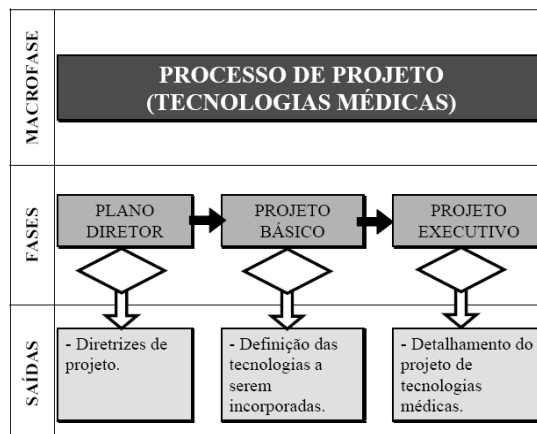 MACROFASE
PROCESSO DE PROJETO
(TECNOLOGIAS MÉDICAS)
FASES
PLANO
DIRETOR
PROJETO
BÁSICO
PROJETO
EXECUTIVO
SAÍDAS
- Diretrizes de
projeto.
- Definição das
tecnologias a
serem
incorporadas.
- Detalhamento do
projeto de
tecnologias
médicas.